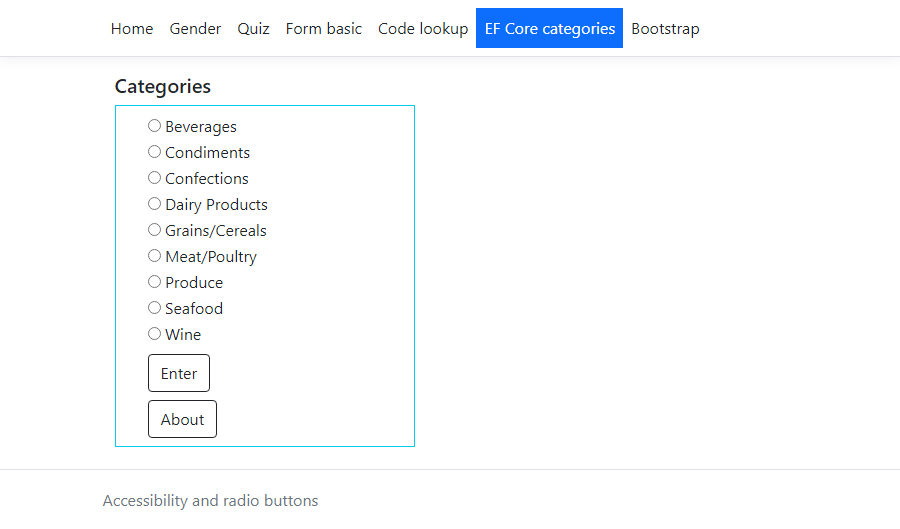 Home Gender Quiz Form basic Code lookup EF Core categories Bootstrap
Categories
Beverages
Condiments
Confections
Dairy Products
Grains/Cereals
Meat/Poultry
Produce
Seafood
Wine
Enter
About
Accessibility and radio buttons